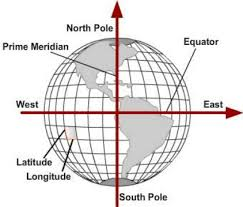 North Pole
Prime Meridian
Equator
West
East
Latitude
Longitude
South Pole